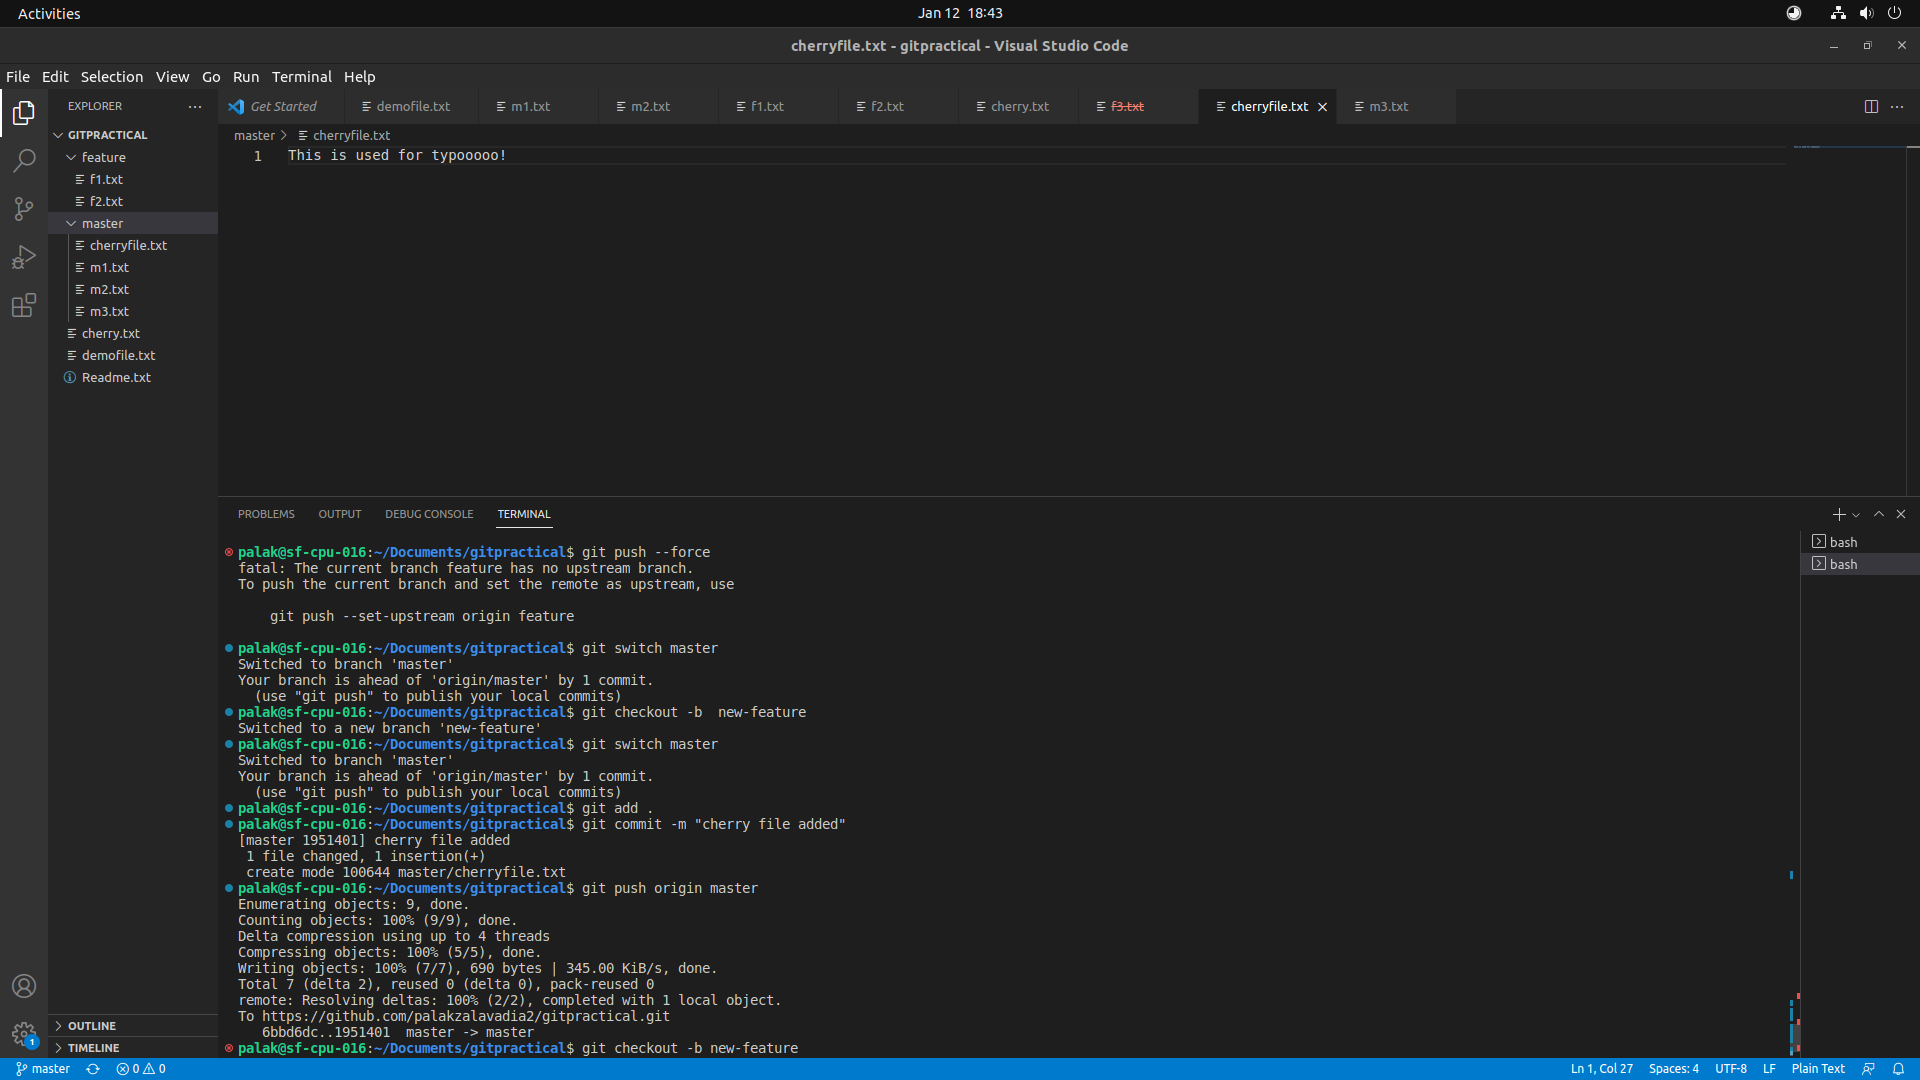 Activities
Jan 12 18:43
cherryfile.txt - gitpractical - Visual Studio Code
File Edit Selection View Go Run Terminal Help
EXPLORER
GITPRACTICAL
feature
f1.txt
f2.txt
master
cherryfile.txt
m1.txt
m2.txt
m3.txt
cherry.txt
demofile.txt
Readme.txt
OUTLINE
TIMELINE
1
Get Started demofile.txt m1.txt m2.txt f1.txt f2.txt cherry.txt f3.txt cherryfile.txt m3.txt
master > cherryfile.txt
1 This is used for typooooo!
PROBLEMS OUTPUT DEBUG CONSOLE TERMINAL
palak@sf-cpu-016:~/Documents/gitpractical$ git push --force
fatal: The current branch feature has no upstream branch.
To push the current branch and set the remote as upstream, use
git push --set-upstream origin feature
palak@sf-cpu-016:~/Documents/gitpractical$ git switch master
Switched to branch 'master'
Your branch is ahead of 'origin/master' by 1 commit.
(use "git push" to publish your local commits)
palak@sf-cpu-016:~/Documents/gitpractical$ git checkout -b  new-feature
Switched to a new branch 'new-feature'
palak@sf-cpu-016:~/Documents/gitpractical$ git switch master
Switched to branch 'master'
Your branch is ahead of 'origin/master' by 1 commit.
(use "git push" to publish your local commits)
palak@sf-cpu-016:~/Documents/gitpractical$ git add .
palak@sf-cpu-016:~/Documents/gitpractical$ git commit -m "cherry file added"
[master 1951401] cherry file added
1 file changed, 1 insertion(+)
create mode 100644 master/cherryfile.txt
palak@sf-cpu-016:~/Documents/gitpractical$ git push origin master
Enumerating objects: 9, done.
Counting objects: 100% (9/9), done.
Delta compression using up to 4 threads
Compressing objects: 100% (5/5), done.
Writing objects: 100% (7/7), 690 bytes | 345.00 KiB/s, done.
Total 7 (delta 2), reused 0 (delta 0), pack-reused 0
remote: Resolving deltas: 100% (2/2), completed with 1 local object.
To https://github.com/palakzalavadia2/gitpractical.git
6bbd6dc..1951401  master -> master
palak@sf-cpu-016:~/Documents/gitpractical$ git checkout -b new-feature
bash
bash
master 0 0
Ln 1, Col 27 Spaces: 4 UTF-8 LF Plain Text